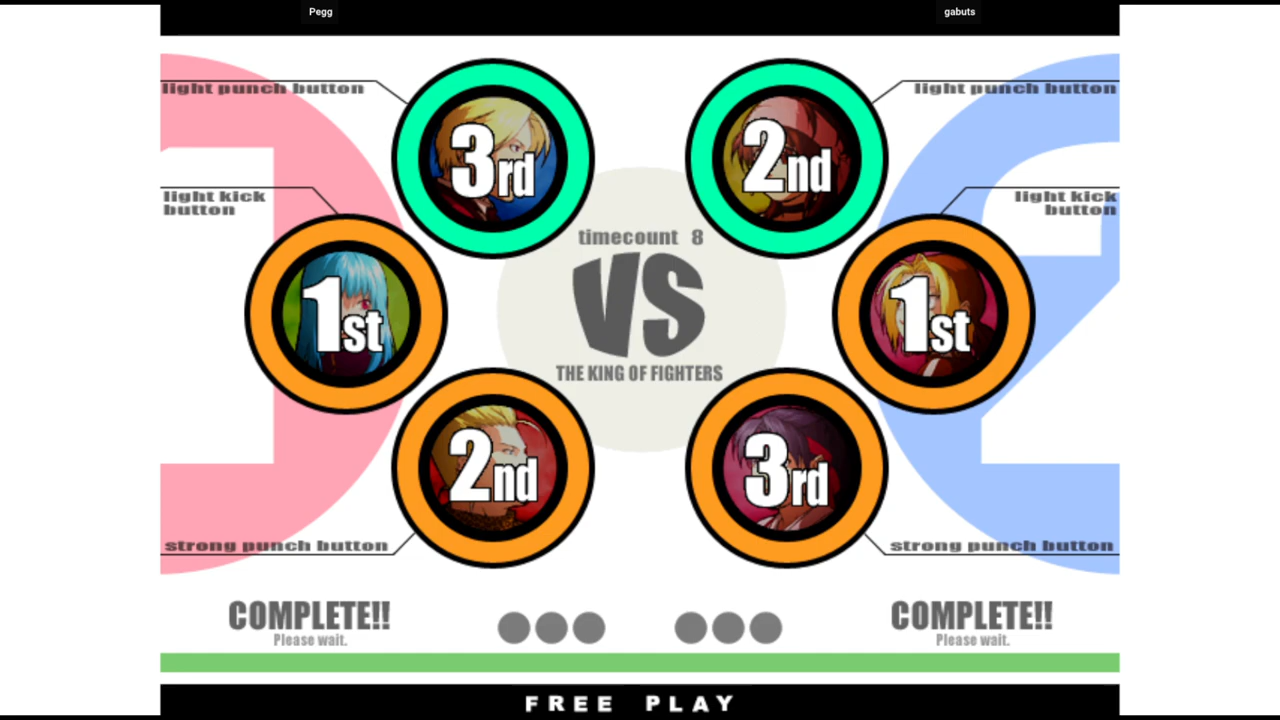 Pegg
gabuts
light punch button
light punch button
3rd
2nd
light kick
button
light kick
button
timecount 8
VS
1st
1st
THE KING OF FIGHTERS
2nd
3rd
strong punch button
strong punch button
COMPLETE!!
Please wait.
COMPLETE!!
Please wait.
FREE PLAY
1
2